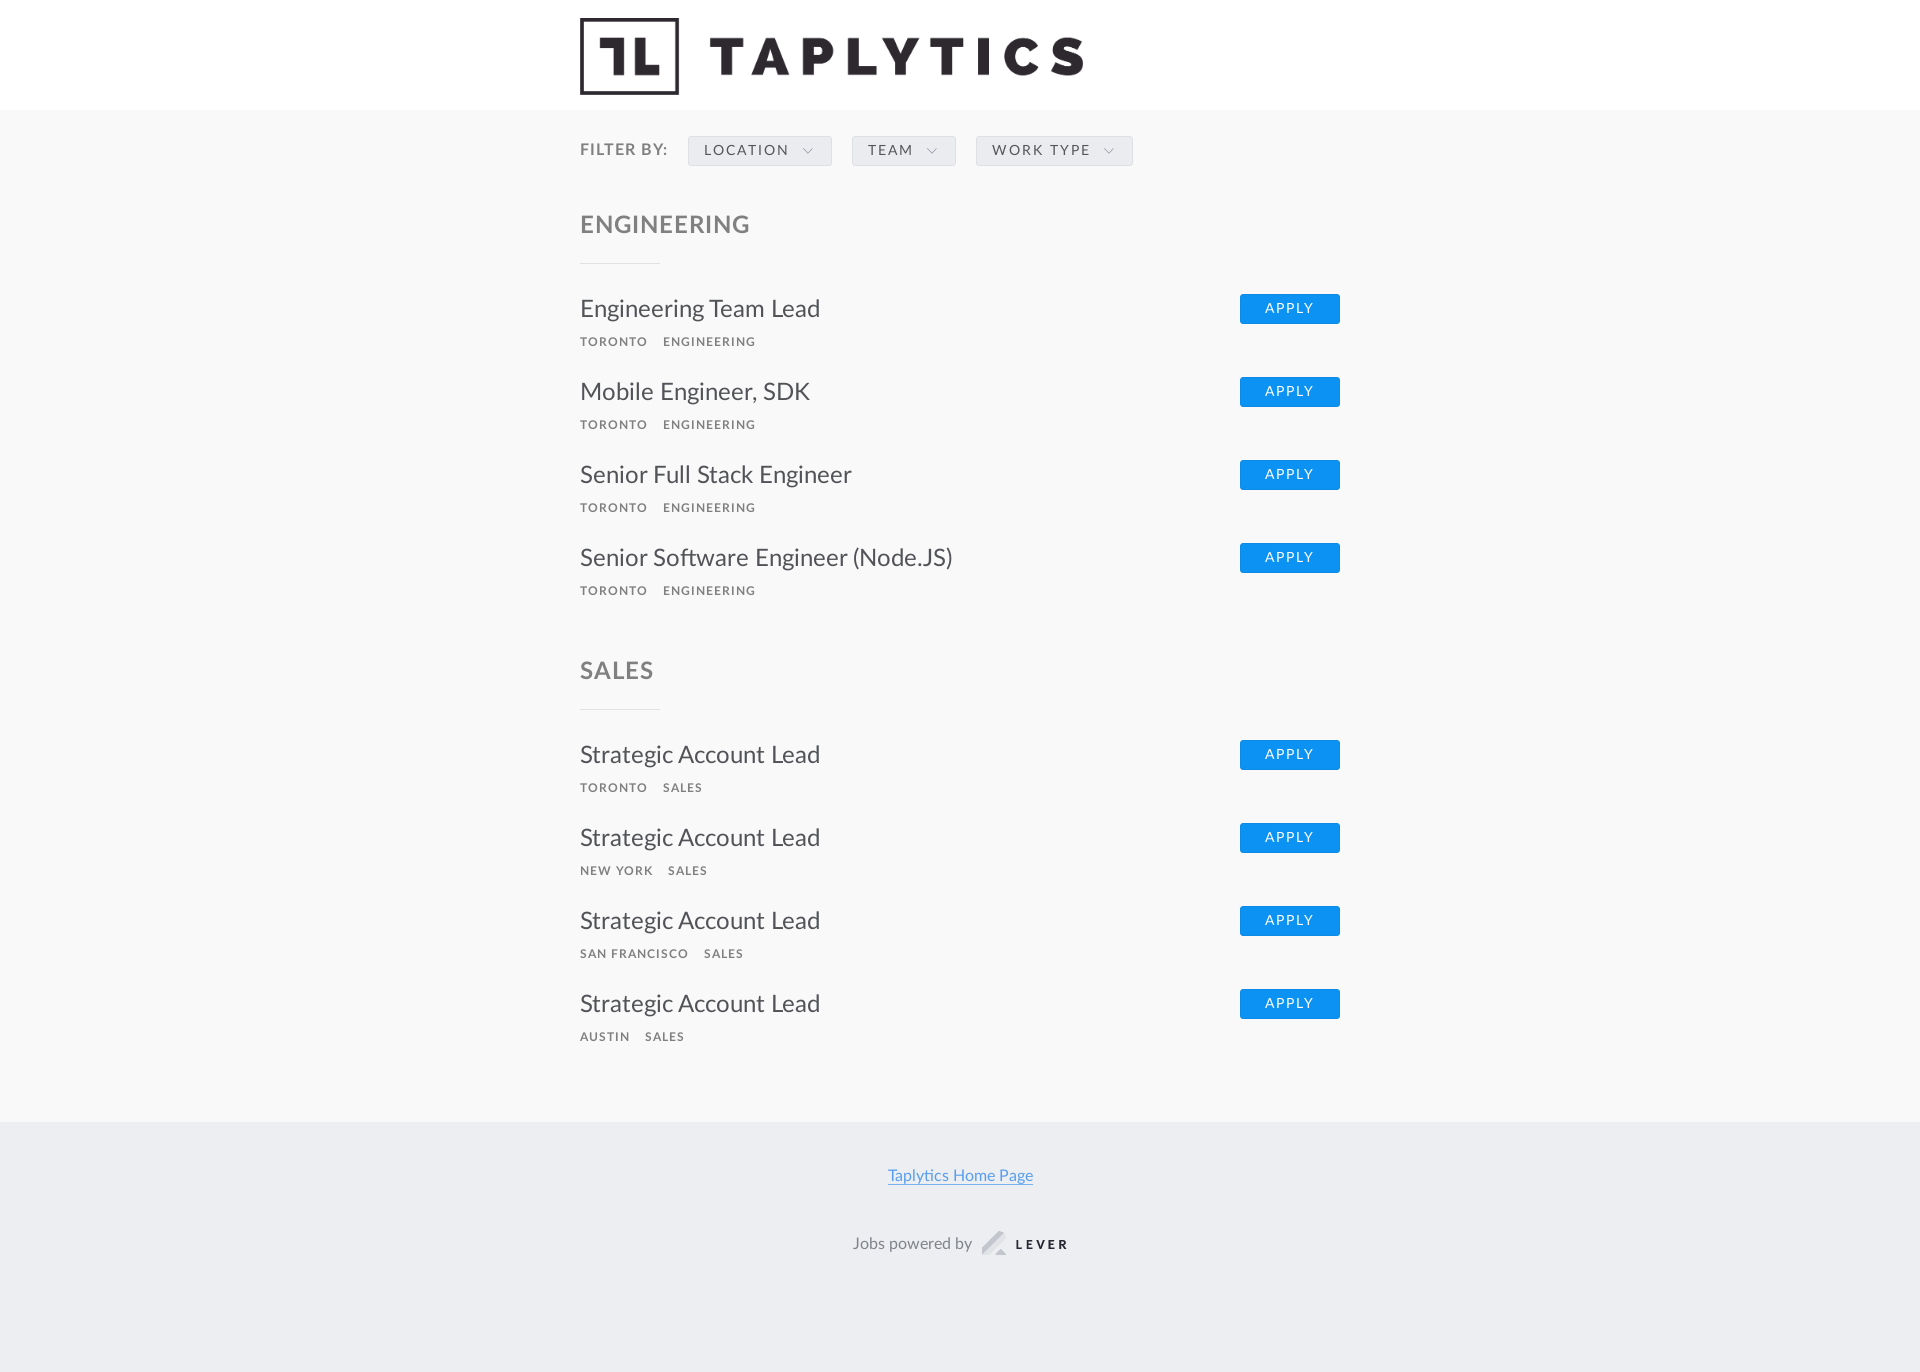 TL TAPLYTICS
FILTER BY: LOCATION TEAM WORK TYPE
ENGINEERING
Engineering Team Lead APPLY
TORONTO ENGINEERING
Mobile Engineer, SDK APPLY
TORONTO ENGINEERING
Senior Full Stack Engineer APPLY
TORONTO ENGINEERING
Senior Software Engineer (Node.JS) APPLY
TORONTO ENGINEERING
SALES
Strategic Account Lead APPLY
TORONTO SALES
Strategic Account Lead APPLY
NEW YORK SALES
Strategic Account Lead APPLY
SAN FRANCISCO SALES
Strategic Account Lead APPLY
AUSTIN SALES
Taplytics Home Page
Jobs powered by LEVER